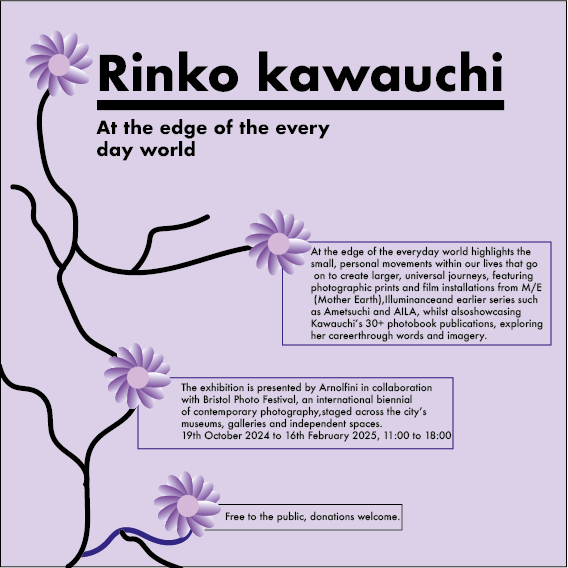 Rinko kawauchi
At the edge of the every
day world
At the edge of the everyday world highlights the
small, personal movements within our lives that go
on to create larger, universal journeys, featuring
photographic prints and film installations from M/E
(Mother Earth),Illuminanceand earlier series such
as Ametsuchi and AILA, whilst alsoshowcasing
Kawauchi's 30+ photobook publications, exploring
her careerthrough words and imagery.
The exhibition is presented by Arnolfini in collaboration
with Bristol Photo Festival, an international biennial
of contemporary photography,staged across the city's
museums, galleries and independent spaces.
19th October 2024 to 16th February 2025, 11:00 to 18:00
Free to the public, donations welcome.